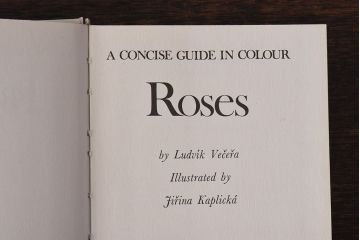 A CONCISE GUIDE IN COLOUR
Roses
by Ludvík Večeřa
Illustrated by
Jiřina Kaplická